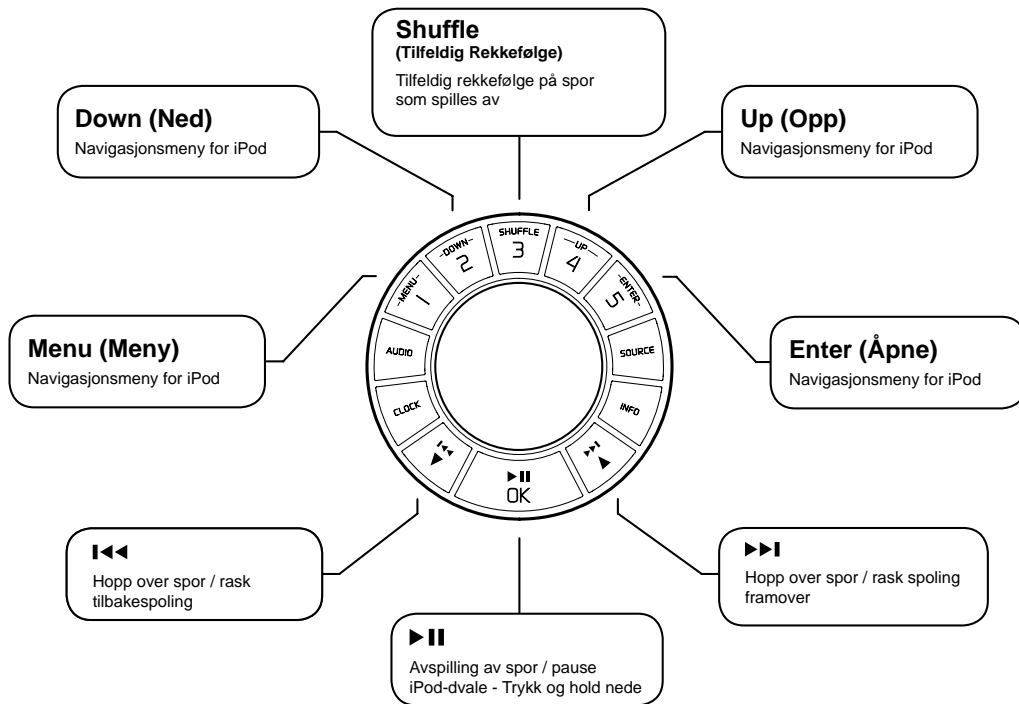 Shuffle
(Tilfeldig Rekkefølge)
Tilfeldig rekkefølge på spor
som spilles av
Down (Ned)
Navigasjonsmeny for iPod
Up (Opp)
Navigasjonsmeny for iPod
Menu (Meny)
Navigasjonsmeny for iPod
Enter (Åpne)
Navigasjonsmeny for iPod
-MENU-
1
-DOWN-
2
SHUFFLE
3
-UP-
4
-ENTER-
5
AUDIO
SOURCE
CLOCK
INFO
OK
Hopp over spor / rask
tilbakespoling
Hopp over spor / rask spoling
framover
Avspilling av spor / pause
iPod-dvale - Trykk og hold nede